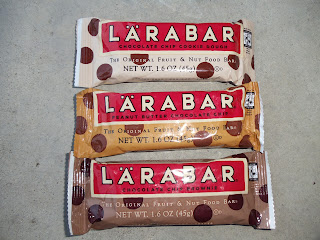 LÄRABAR
CHOCOLATE CHIP COOKIE DOUGH
THE ORIGINAL FRUIT & NUT FOOD BAR
NET WT. 1.6 OZ (45g)
LÄRABAR
PEANUT BUTTER CHOCOLATE CHIP
THE ORIGINAL FRUIT & NUT FOOD BAR
NET WT. 1.6 OZ (45g)
LÄRABAR
CHOCOLATE CHIP BROWNIE
THE ORIGINAL FRUIT & NUT FOOD BAR
NET WT. 1.6 OZ (45g)